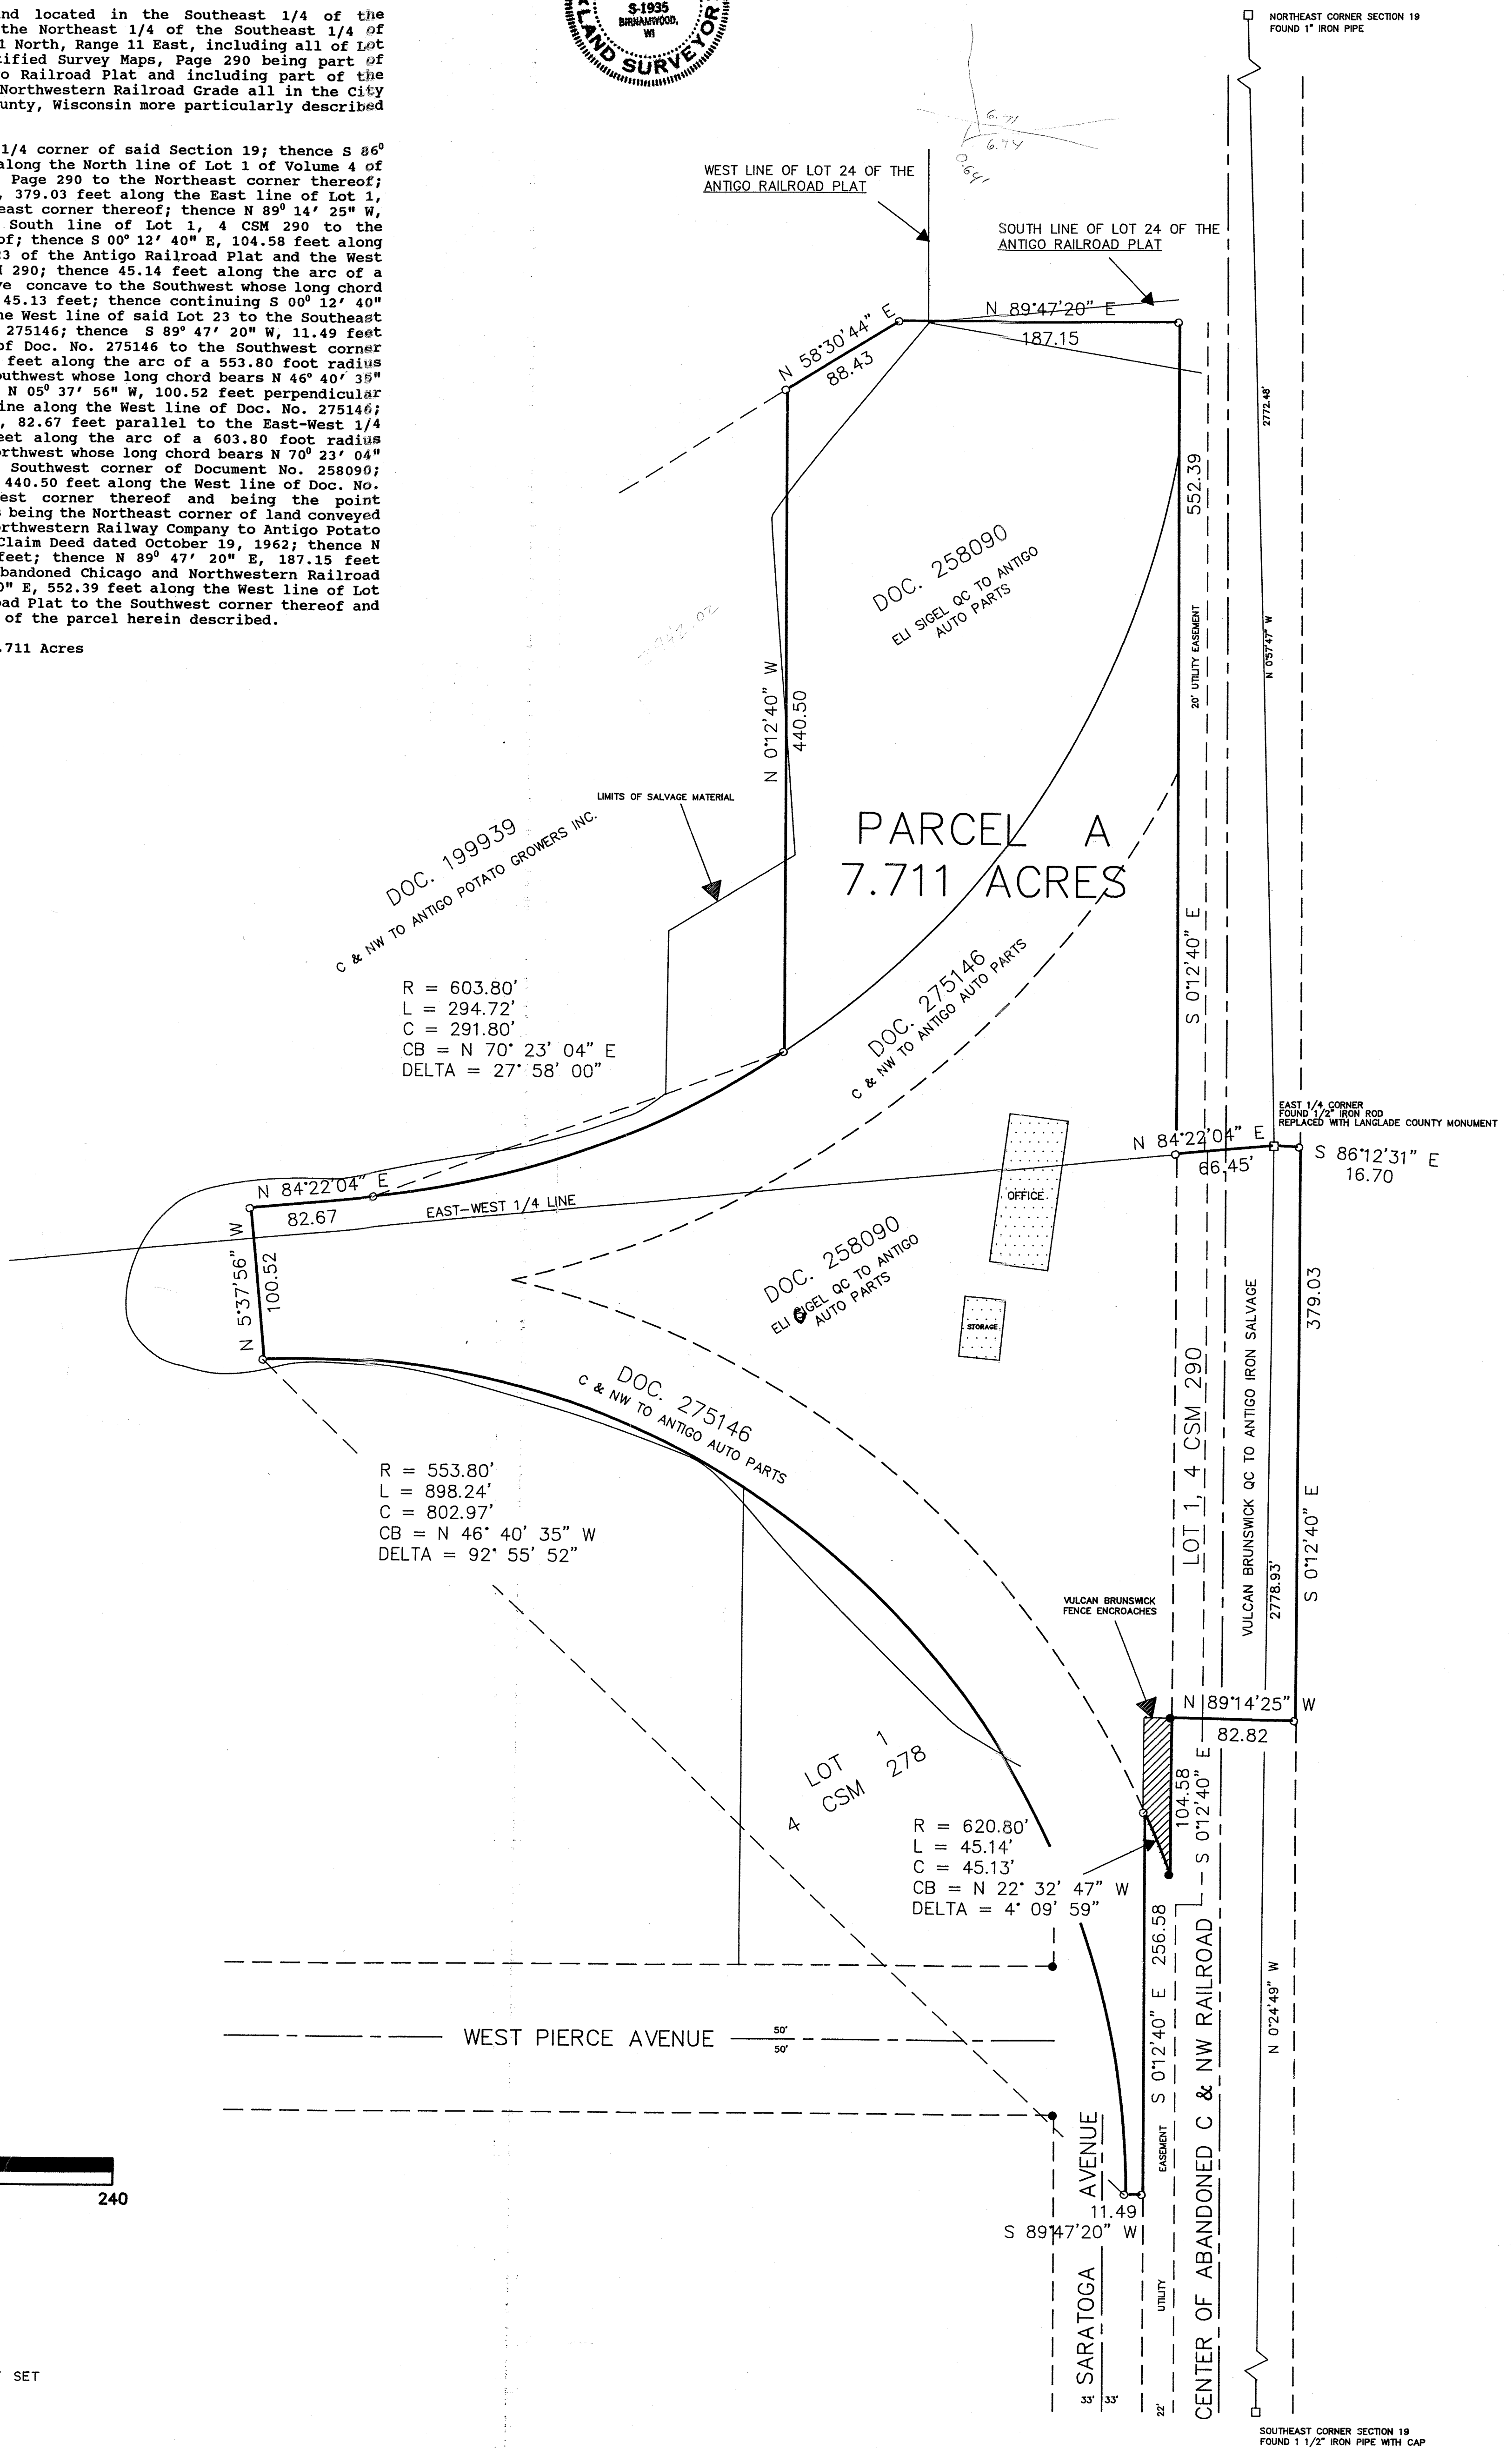 nd located in the Southeast 1/4 of the
the Northeast 1/4 of the Southeast 1/4 of
1 North, Range 11 East, including all of Lot
tified Survey Maps, Page 290 being part of
o Railroad Plat and including part of the
Northwestern Railroad Grade all in the City
unty, Wisconsin more particularly described
1/4 corner of said Section 19; thence S 86⁰
along the North line of Lot 1 of Volume 4 of
Page 290 to the Northeast corner thereof;
, 379.03 feet along the East line of Lot 1,
east corner thereof; thence N 89⁰ 14' 25" W,
South line of Lot 1, 4 CSM 290 to the
of; thence S 00° 12' 40" E, 104.58 feet along
23 of the Antigo Railroad Plat and the West
M 290; thence 45.14 feet along the arc of a
ve concave to the Southwest whose long chord
45.13 feet; thence continuing S 00⁰ 12' 40"
he West line of said Lot 23 to the Southeast
275146; thence S 89° 47' 20" W, 11.49 feet
of Doc. No. 275146 to the Southwest corner
feet along the arc of a 553.80 foot radius
outhwest whose long chord bears N 46° 40' 35"
N 05⁰ 37' 56" W, 100.52 feet perpendicular
ine along the West line of Doc. No. 275146;
, 82.67 feet parallel to the East-West 1/4
eet along the arc of a 603.80 foot radius
orthwest whose long chord bears N 70⁰ 23' 04"
Southwest corner of Document No. 258090;
440.50 feet along the West line of Doc. No.
est corner thereof and being the point
s being the Northeast corner of land conveyed
orthwestern Railway Company to Antigo Potato
Claim Deed dated October 19, 1962; thence N
feet; thence N 89⁰ 47' 20" E, 187.15 feet
bandoned Chicago and Northwestern Railroad
0" E, 552.39 feet along the West line of Lot
oad Plat to the Southwest corner thereof and
of the parcel herein described.
.711 Acres
S-1935
BIRNAMWOOD,
WI
LAND SURVEYOR
NORTHEAST CORNER SECTION 19
FOUND 1" IRON PIPE
6.71
6.74
WEST LINE OF LOT 24 OF THE
ANTIGO RAILROAD PLAT
SOUTH LINE OF LOT 24 OF THE
ANTIGO RAILROAD PLAT
N 58°30'44" E
88.43
N 89°47'20" E
187.15
2772.48'
552.39
DOC. 258090
ELI SIGEL QC TO ANTIGO
AUTO PARTS
20' UTILITY EASEMENT
N 0°57'47" W
N 0°12'40" W
440.50
LIMITS OF SALVAGE MATERIAL
PARCEL A
7.711 ACRES
DOC. 199939
C & NW TO ANTIGO POTATO GROWERS INC.
S 0°12'40" E
DOC. 275146
C & NW TO ANTIGO AUTO PARTS
R = 603.80'
L = 294.72'
C = 291.80'
CB = N 70° 23' 04" E
DELTA = 27° 58' 00"
EAST 1/4 CORNER
FOUND 1/2" IRON ROD
REPLACED WITH LANGLADE COUNTY MONUMENT
N 84°22'04" E
66.45'
S 86°12'31" E
16.70
N 84°22'04" E
82.67
EAST-WEST 1/4 LINE
OFFICE
N 5°37'56" W
100.52
DOC. 258090
ELI SIGEL QC TO ANTIGO
AUTO PARTS
STORAGE
379.03
DOC. 275146
C & NW TO ANTIGO AUTO PARTS
LOT 1, 4 CSM 290
VULCAN BRUNSWICK QC TO ANTIGO IRON SALVAGE
2778.93'
S 0°12'40" E
R = 553.80'
L = 898.24'
C = 802.97'
CB = N 46° 40' 35" W
DELTA = 92° 55' 52"
VULCAN BRUNSWICK
FENCE ENCROACHES
N 89°14'25" W
82.82
LOT 1
4 CSM 278
104.58
S 0°12'40" E
R = 620.80'
L = 45.14'
C = 45.13'
CB = N 22° 32' 47" W
DELTA = 4° 09' 59"
S 0°12'40" E 256.58
N 0°24'49" W
WEST PIERCE AVENUE
50'
50'
UTILITY EASEMENT
22'
CENTER OF ABANDONED C & NW RAILROAD
11.49
S 89°47'20" W
SARATOGA AVENUE
33' 33'
240
SET
SOUTHEAST CORNER SECTION 19
FOUND 1 1/2" IRON PIPE WITH CAP